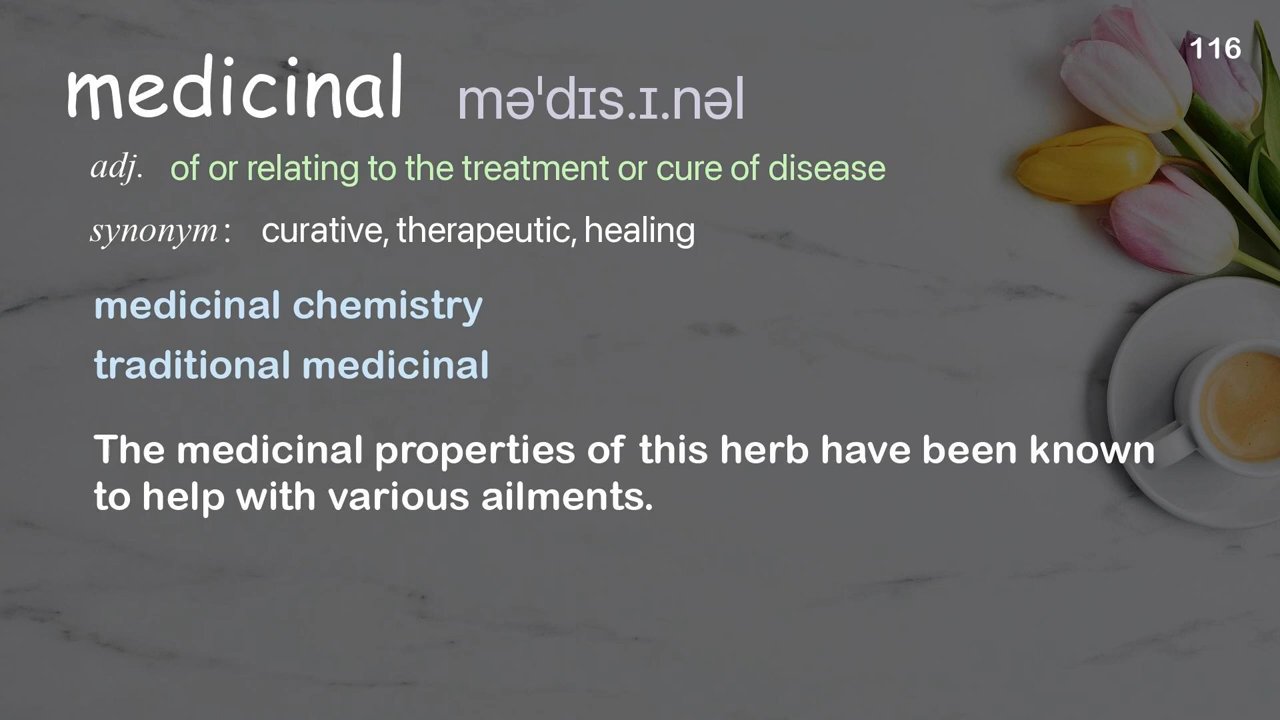 116
medicinal məˈdɪs.ɪ.nəl
adj. of or relating to the treatment or cure of disease
synonym: curative, therapeutic, healing
medicinal chemistry
traditional medicinal
The medicinal properties of this herb have been known
to help with various ailments.